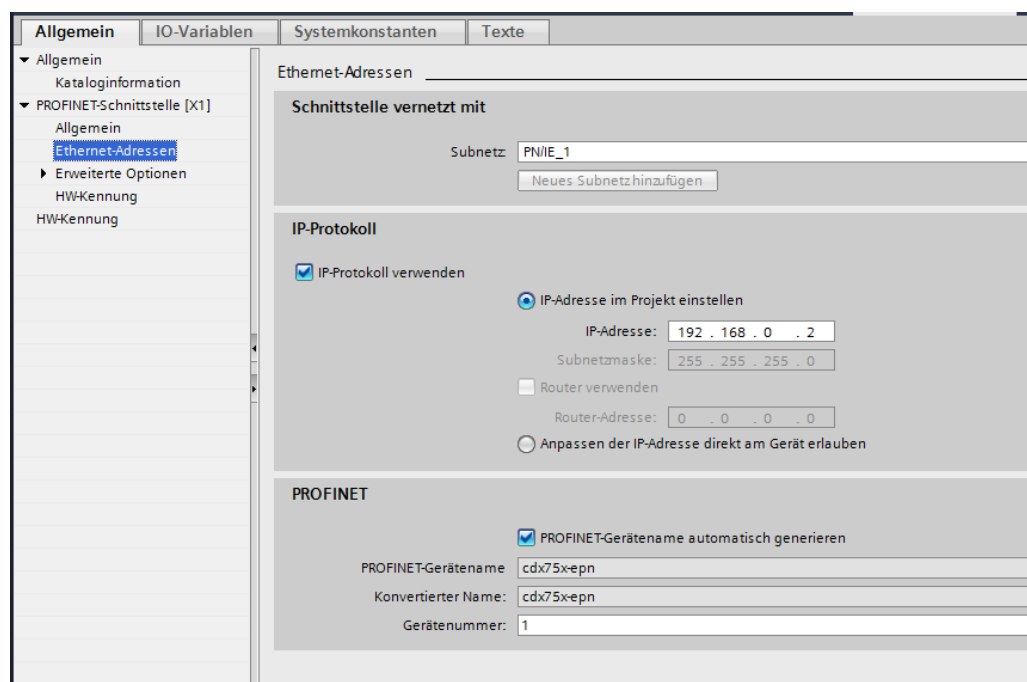 Allgemein IO-Variablen Systemkonstanten Texte
Allgemein
Kataloginformation
PROFINET-Schnittstelle [X1]
Allgemein
Ethernet-Adressen
Erweiterte Optionen
HW-Kennung
HW-Kennung
Ethernet-Adressen
Schnittstelle vernetzt mit
Subnetz: PN/IE_1
Neues Subnetz hinzufügen
IP-Protokoll
IP-Protokoll verwenden
IP-Adresse im Projekt einstellen
IP-Adresse: 192 . 168 . 0 . 2
Subnetzmaske: 255 . 255 . 255 . 0
Router verwenden
Router-Adresse: 0 . 0 . 0 . 0
Anpassen der IP-Adresse direkt am Gerät erlauben
PROFINET
PROFINET-Gerätename automatisch generieren
PROFINET-Gerätename cdx75x-epn
Konvertierter Name: cdx75x-epn
Gerätenummer: 1